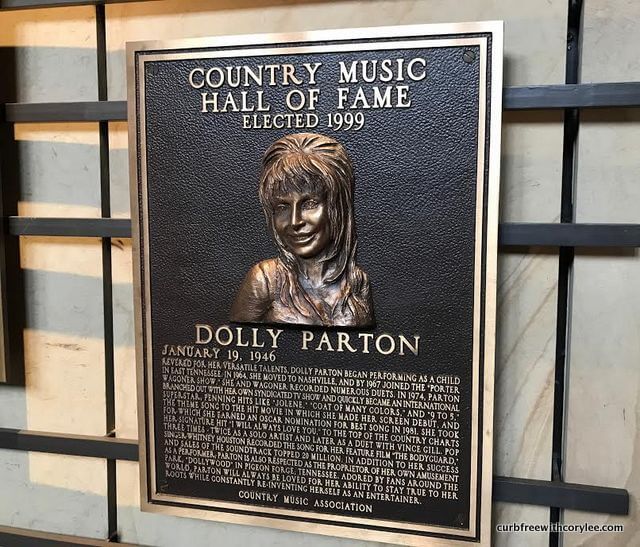 COUNTRY MUSIC
HALL OF FAME
ELECTED 1999
DOLLY PARTON
JANUARY 19, 1946
REVERED FOR HER VERSATILE TALENTS, DOLLY PARTON BEGAN PERFORMING AS A CHILD
IN EAST TENNESSEE. IN 1964, SHE MOVED TO NASHVILLE, AND BY 1967 JOINED THE "PORTER
WAGONER SHOW." SHE AND WAGONER RECORDED NUMEROUS DUETS. IN 1974, PARTON
BRANCHED OUT WITH HER OWN SYNDICATED TV SHOW AND QUICKLY BECAME AN INTERNATIONAL
SUPERSTAR, PENNING HITS LIKE "JOLENE," "COAT OF MANY COLORS," AND "9 TO 5,"
THE THEME SONG TO THE HIT MOVIE IN WHICH SHE MADE HER SCREEN DEBUT, AND
FOR WHICH SHE EARNED AN OSCAR NOMINATION FOR BEST SONG IN 1981. SHE TOOK
HER SIGNATURE HIT "I WILL ALWAYS LOVE YOU," TO THE TOP OF THE COUNTRY CHARTS
THREE TIMES, TWICE AS A SOLO ARTIST AND LATER AS A DUET WITH VINCE GILL. POP
SINGER WHITNEY HOUSTON RECORDED THE SONG FOR HER FEATURE FILM "THE BODYGUARD,"
AND SALES OF THE SOUNDTRACK TOPPED 20 MILLION. IN ADDITION TO HER SUCCESS
AS A PERFORMER, PARTON IS ALSO RESPECTED AS THE PROPRIETOR OF HER OWN AMUSEMENT
PARK, "DOLLYWOOD" IN PIGEON FORGE, TENNESSEE. ADORED BY FANS AROUND THE
WORLD, PARTON WILL ALWAYS BE LOVED FOR HER ABILITY TO STAY TRUE TO HER
ROOTS WHILE CONSTANTLY RE-INVENTING HERSELF AS AN ENTERTAINER.
COUNTRY MUSIC ASSOCIATION
curbfreewithcorylee.com